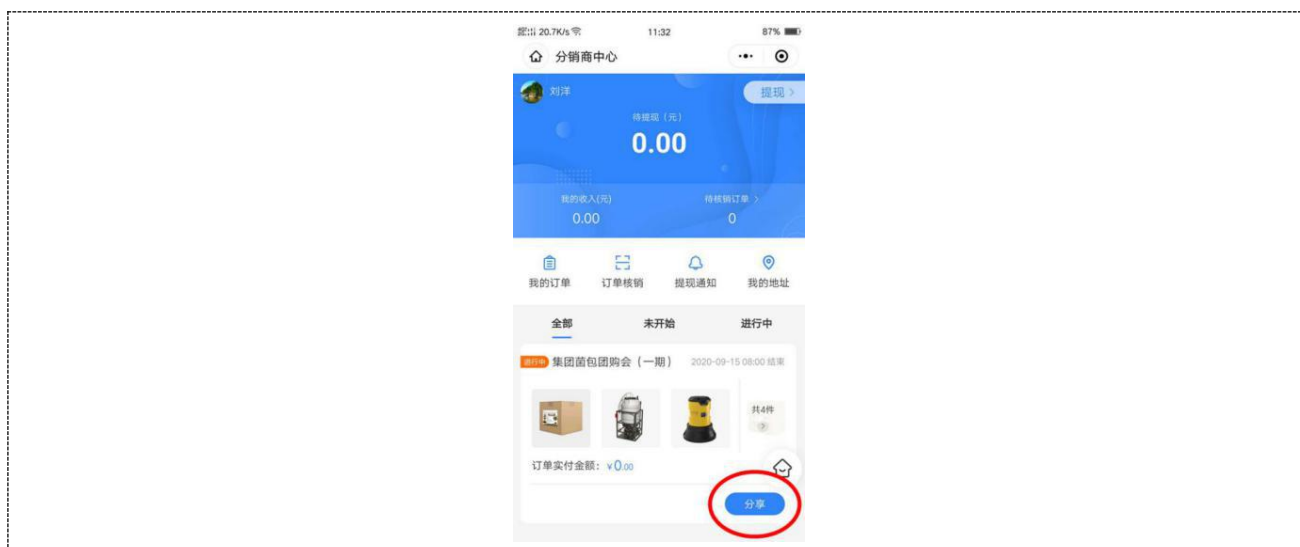 20.7K/s 11:32 87%
分销商中心
刘洋 提现 >
待提现（元）
0.00
我的收入(元) 待核销订单 >
0.00 0
我的订单 订单核销 提现通知 我的地址
全部 未开始 进行中
进行中 集团菌包团购会（一期） 2020-09-15 08:00 结束
共4件
订单实付金额：¥0.00
分享